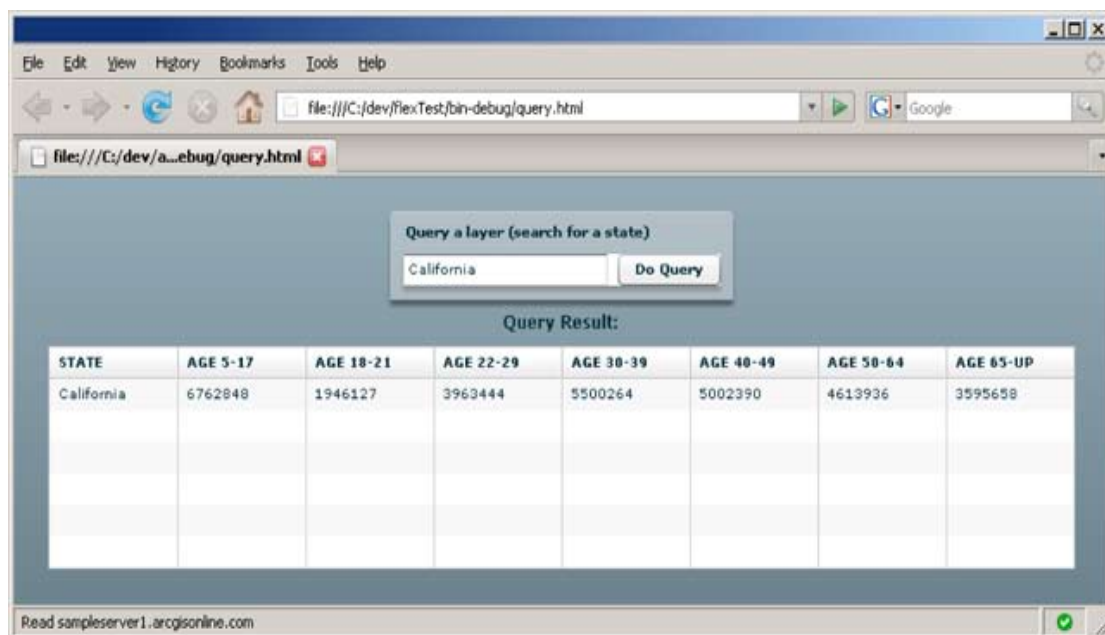 File Edit View History Bookmarks Tools Help
file:///C:/dev/flexTest/bin-debug/query.html
G Google
file:///C:/dev/a...ebug/query.html
Query a layer (search for a state)
California Do Query
Query Result:
STATE AGE 5-17 AGE 18-21 AGE 22-29 AGE 30-39 AGE 40-49 AGE 50-64 AGE 65-UP
California 6762848 1946127 3963444 5500264 5002390 4613936 3595658
Read sampleserver1.arcgisonline.com